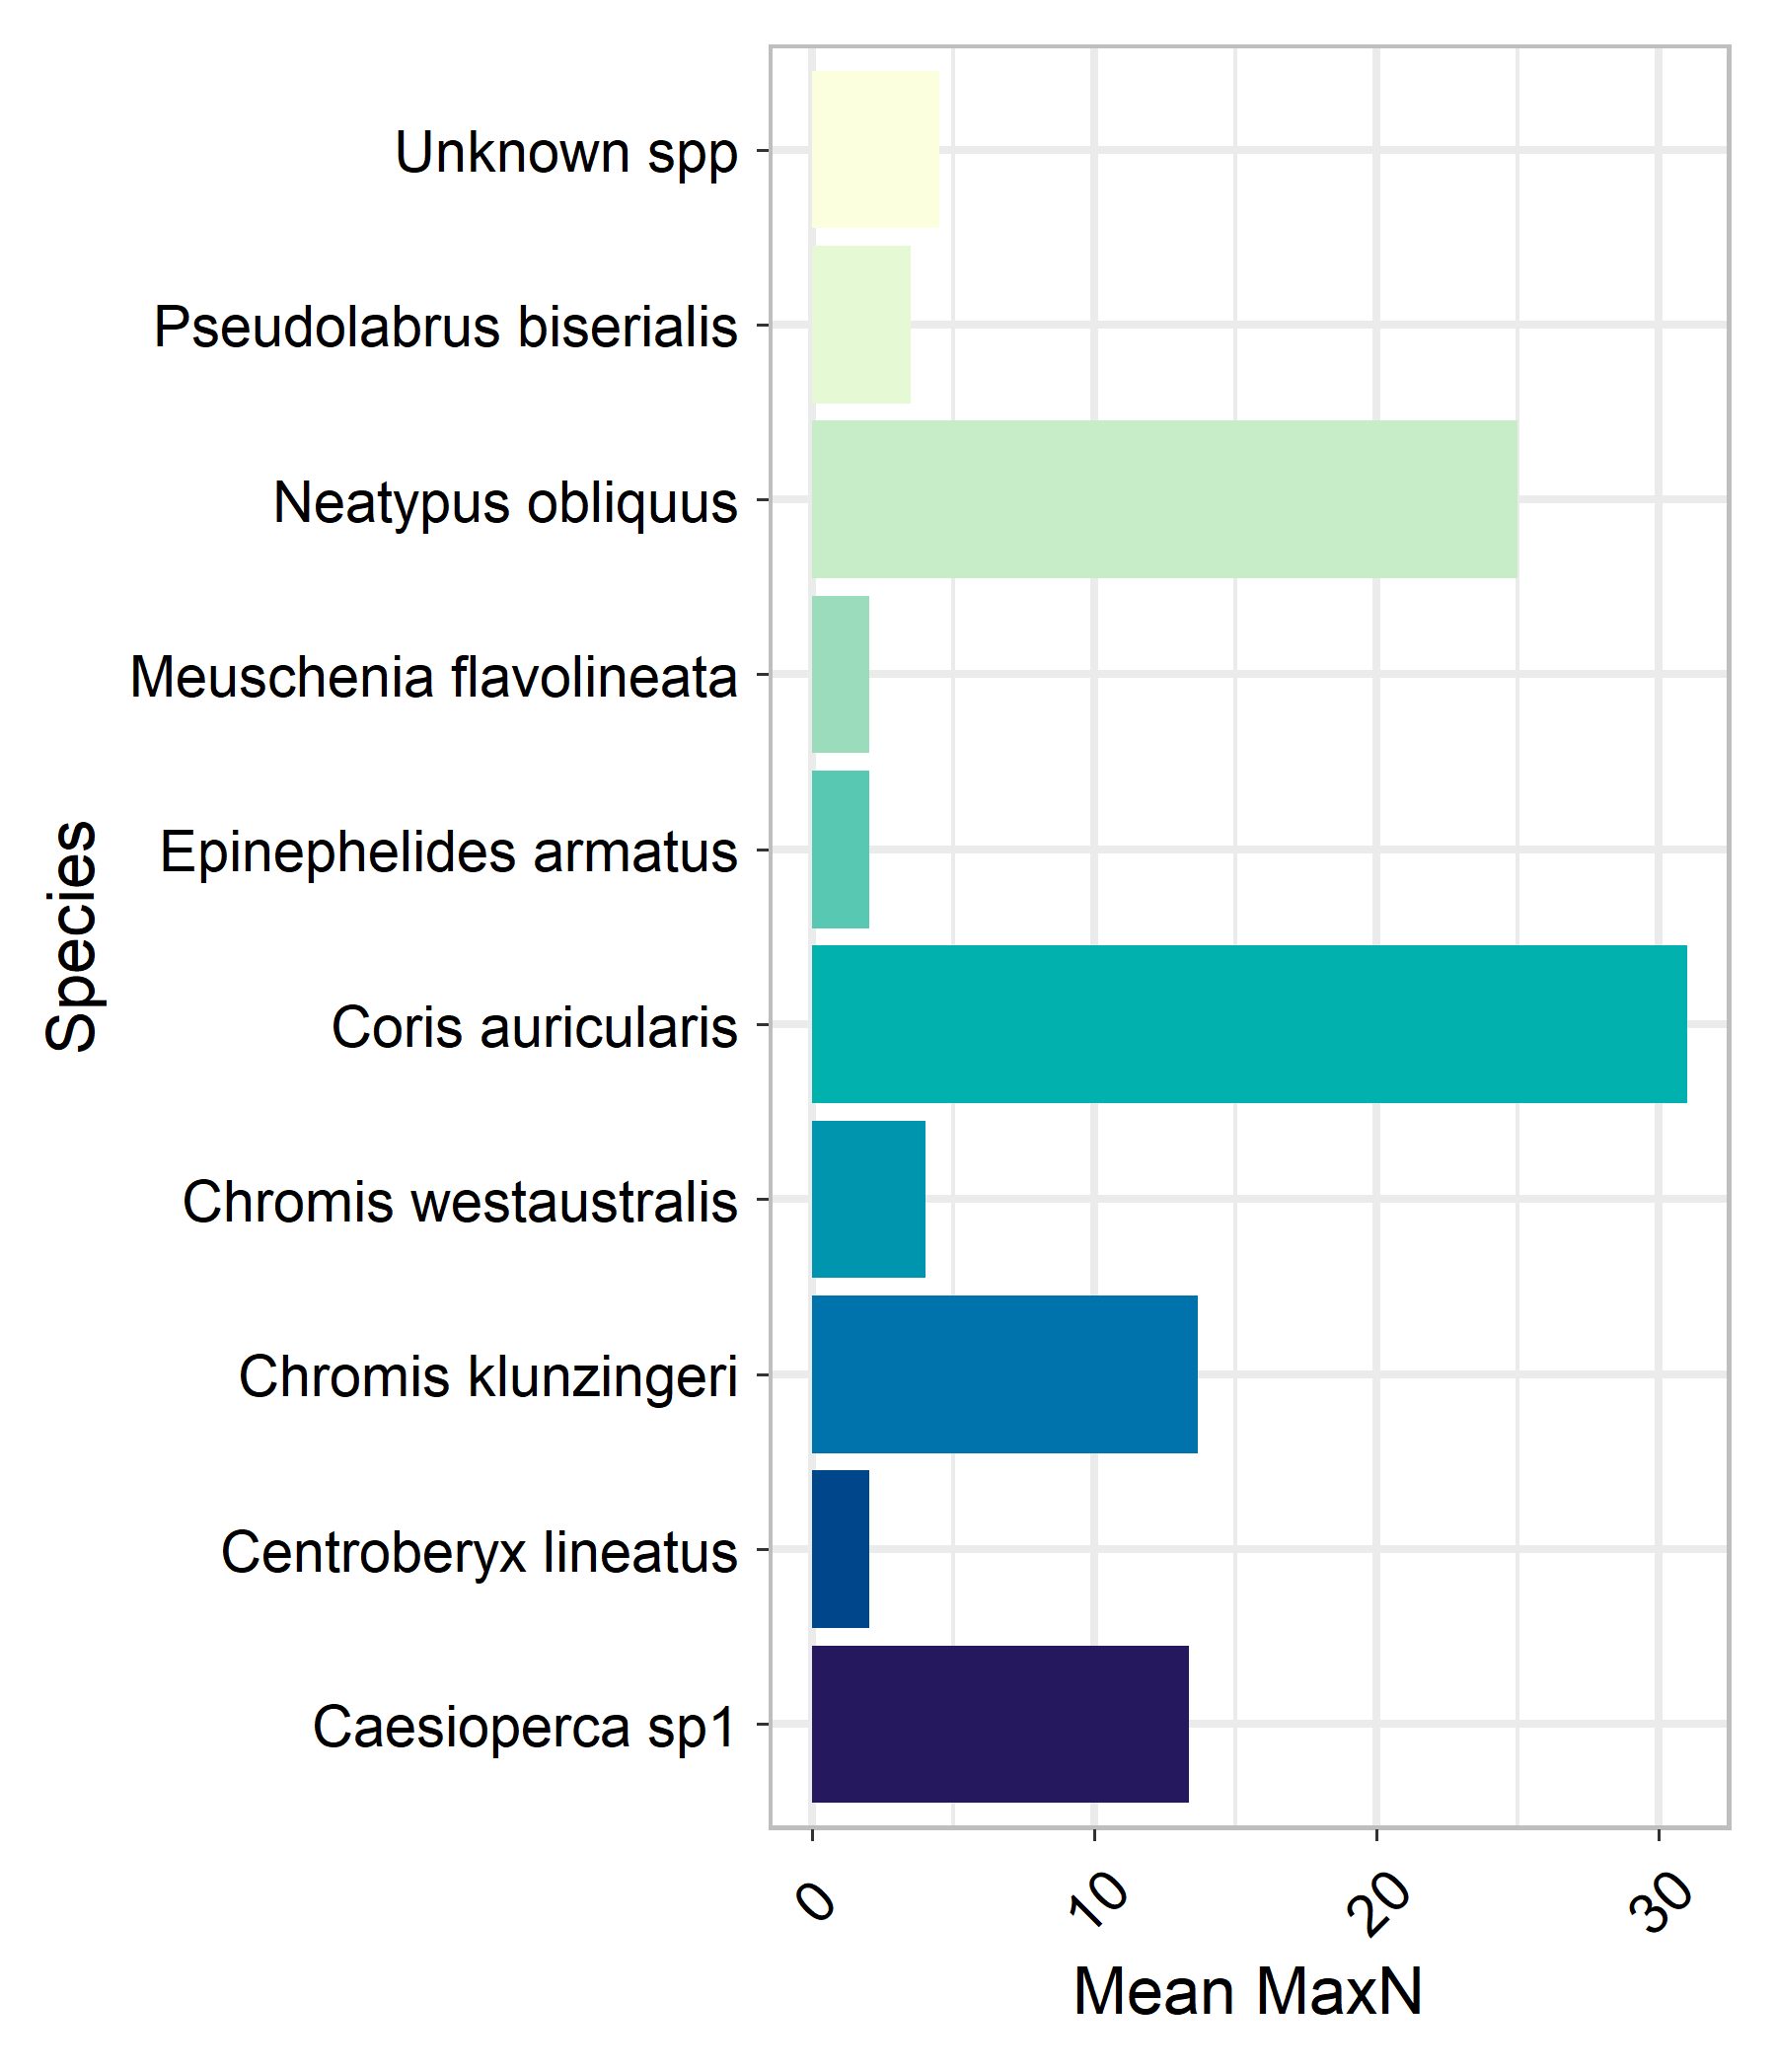 Unknown spp
Pseudolabrus biserialis
Neatypus obliquus
Meuschenia flavolineata
Epinephelides armatus
Coris auricularis
Chromis westaustralis
Chromis klunzingeri
Centroberyx lineatus
Caesioperca sp1
Species
0 10 20 30
Mean MaxN